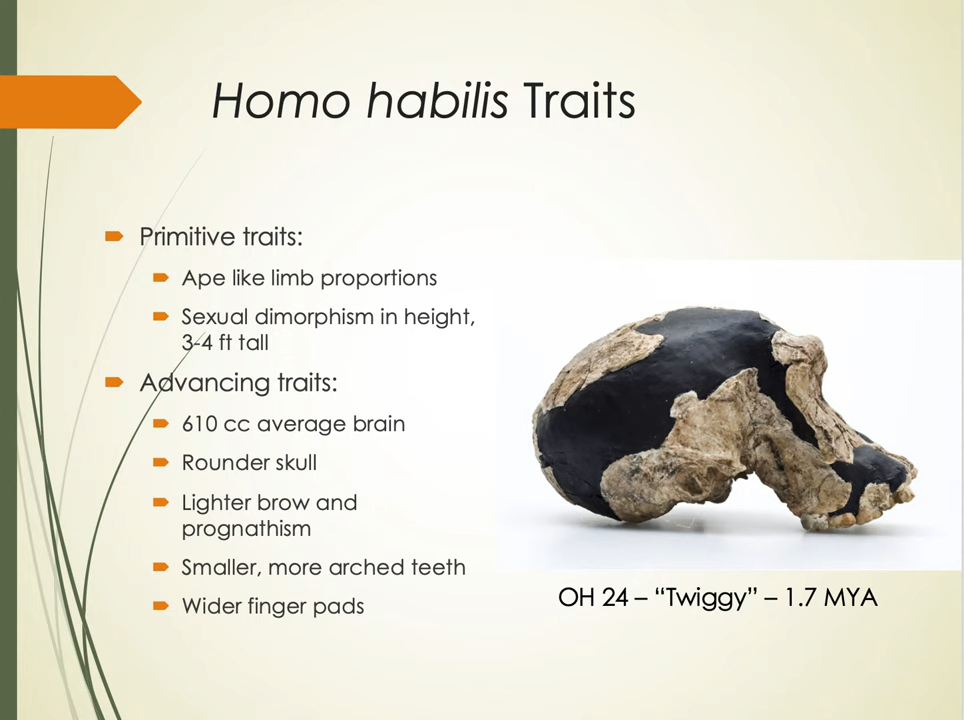 Homo habilis Traits
Primitive traits:
Ape like limb proportions
Sexual dimorphism in height,
3-4 ft tall
Advancing traits:
610 cc average brain
Rounder skull
Lighter brow and
prognathism
Smaller, more arched teeth
Wider finger pads
OH 24 – “Twiggy” – 1.7 MYA